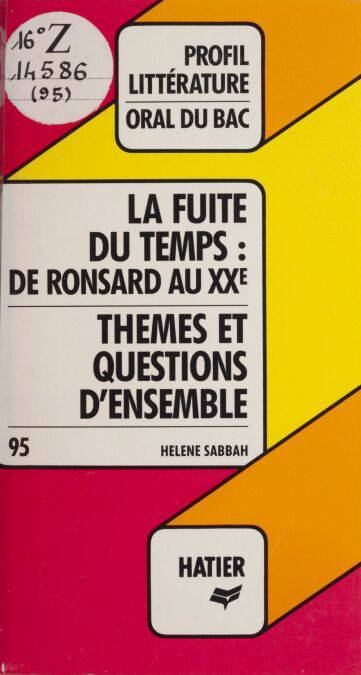 16° Z
14586
(95)
PROFIL
LITTÉRATURE
ORAL DU BAC
LA FUITE
DU TEMPS :
DE RONSARD AU XXE
THEMES ET
QUESTIONS
D'ENSEMBLE
95
HELENE SABBAH
HATIER